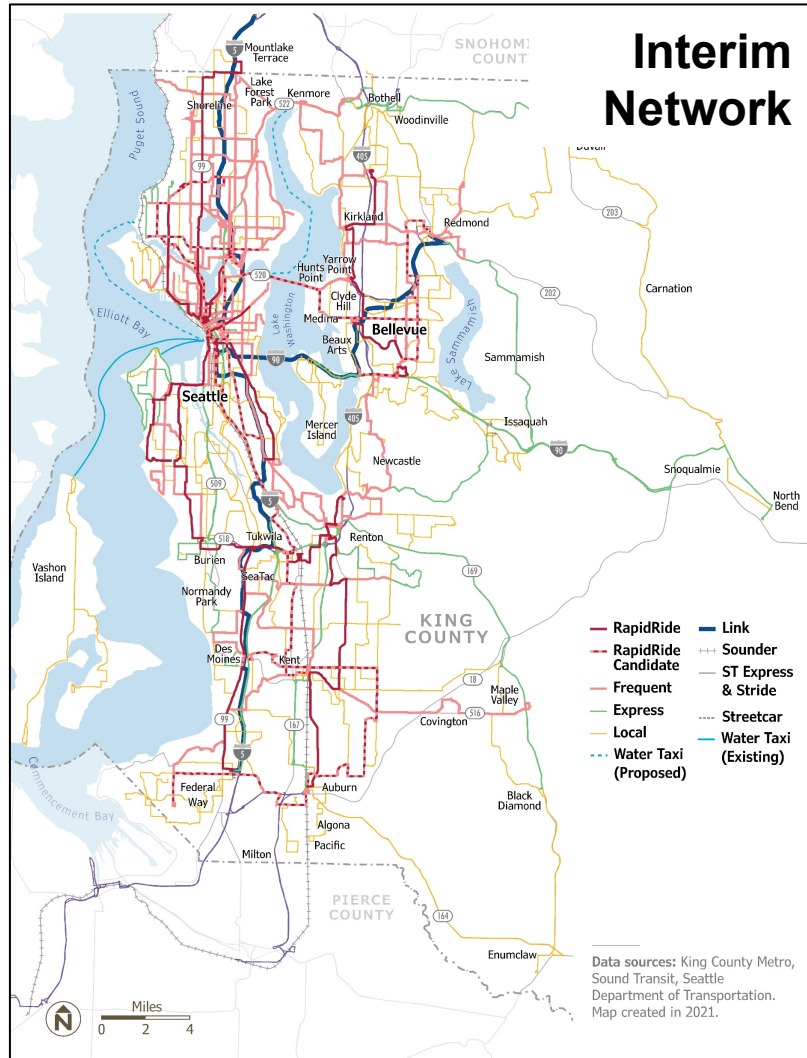 Interim
Network
SNOHOMI
COUNT
5
Mountlake
Terrace
Lake
Forest
Park
Kenmore
522
Bothell
Shoreline
Woodinville
Puget Sound
405
99
Duvall
203
Kirkland
Redmond
Yarrow
Point
Hunts
Point
520
Carnation
202
Clyde
Hill
Medina
Bellevue
Elliott Bay
Lake
Washington
Beaux
Arts
Lake Sammamish
Sammamish
90
Seattle
Mercer
Island
405
Issaquah
90
Newcastle
Snoqualmie
509
North
Bend
5
518
Tukwila
Renton
Burien
SeaTac
169
Vashon
Island
Normandy
Park
KING
COUNTY
Des
Moines
Kent
18
Maple
Valley
516
Covington
99
167
5
Federal
Way
Auburn
Black
Diamond
Commencement Bay
Algona
Pacific
Milton
PIERCE
COUNTY
164
Enumclaw
RapidRide
RapidRide
Candidate
Frequent
Express
Local
Water Taxi
(Proposed)
Link
Sounder
ST Express
& Stride
Streetcar
Water Taxi
(Existing)
Data sources: King County Metro,
Sound Transit, Seattle
Department of Transportation.
Map created in 2021.
N
Miles
0 2 4